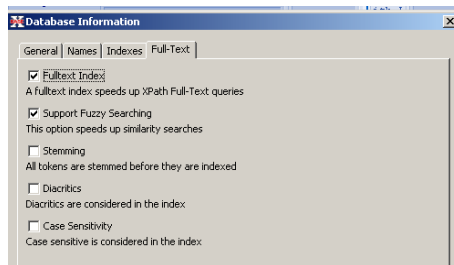 Database Information
General Names Indexes Full-Text
Fulltext Index
A fulltext index speeds up XPath Full-Text queries
Support Fuzzy Searching
This option speeds up similarity searches
Stemming
All tokens are stemmed before they are indexed
Diacritics
Diacritics are considered in the index
Case Sensitivity
Case sensitive is considered in the index